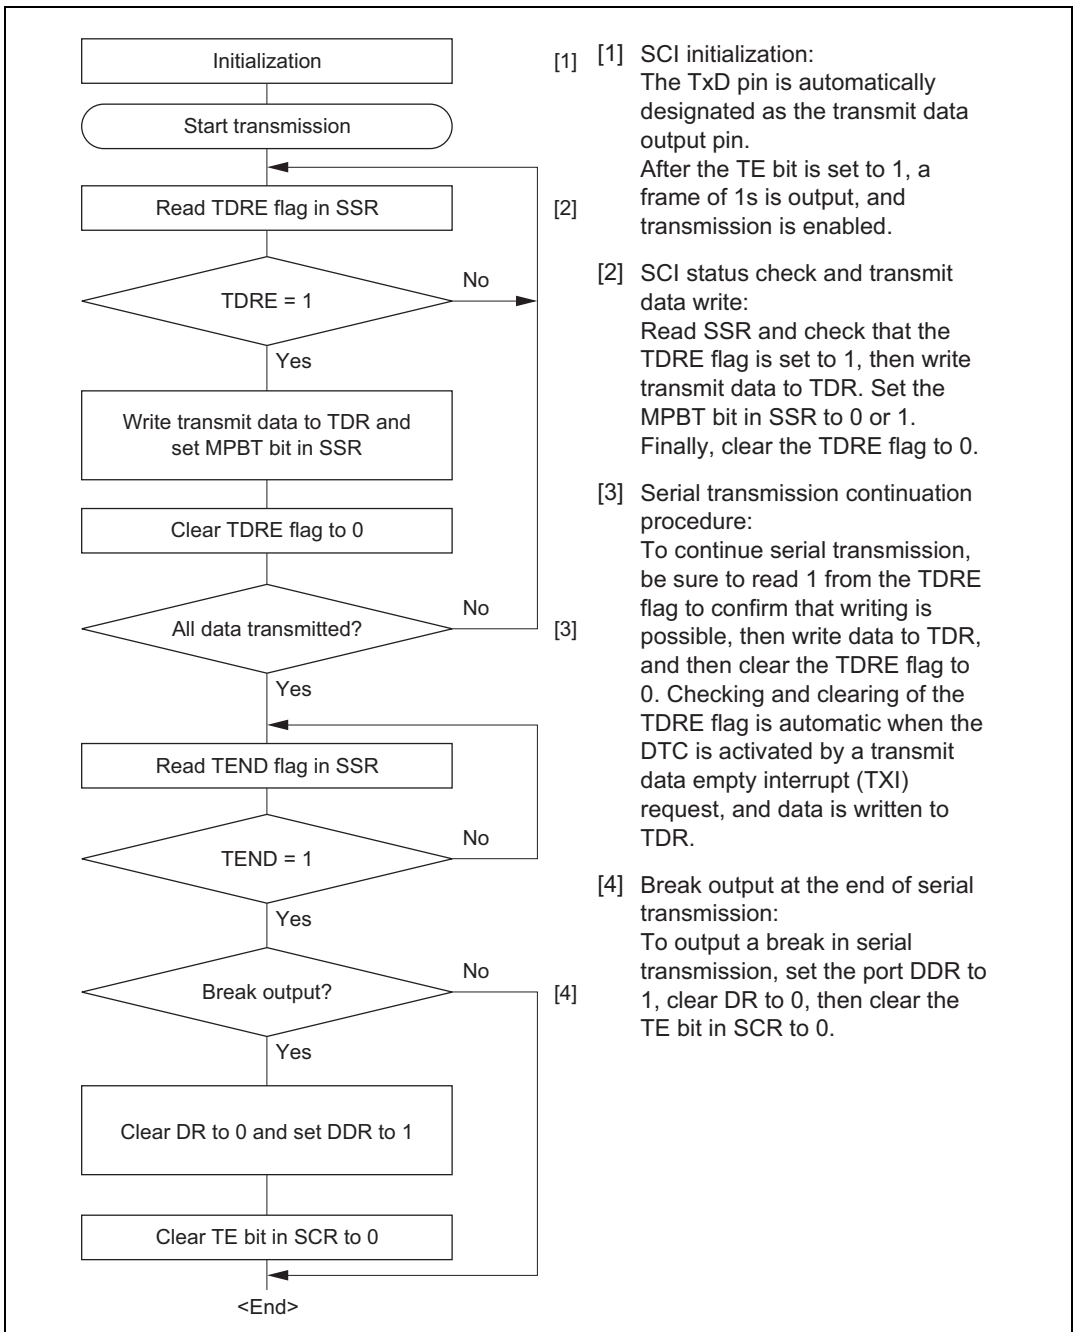 Initialization
[1]
Start transmission
Read TDRE flag in SSR
[2]
TDRE = 1
No
Yes
Write transmit data to TDR and
set MPBT bit in SSR
Clear TDRE flag to 0
All data transmitted?
No
[3]
Yes
Read TEND flag in SSR
TEND = 1
No
Yes
Break output?
No
[4]
Yes
Clear DR to 0 and set DDR to 1
Clear TE bit in SCR to 0
<End>
[1] SCI initialization:
The TxD pin is automatically
designated as the transmit data
output pin.
After the TE bit is set to 1, a
frame of 1s is output, and
transmission is enabled.
[2] SCI status check and transmit
data write:
Read SSR and check that the
TDRE flag is set to 1, then write
transmit data to TDR. Set the
MPBT bit in SSR to 0 or 1.
Finally, clear the TDRE flag to 0.
[3] Serial transmission continuation
procedure:
To continue serial transmission,
be sure to read 1 from the TDRE
flag to confirm that writing is
possible, then write data to TDR,
and then clear the TDRE flag to
0. Checking and clearing of the
TDRE flag is automatic when the
DTC is activated by a transmit
data empty interrupt (TXI)
request, and data is written to
TDR.
[4] Break output at the end of serial
transmission:
To output a break in serial
transmission, set the port DDR to
1, clear DR to 0, then clear the
TE bit in SCR to 0.